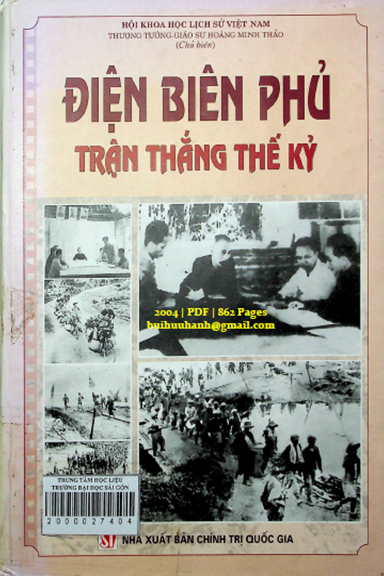 HỘI KHOA HỌC LỊCH SỬ VIỆT NAM
THƯỢNG TƯỚNG GIÁO SƯ HOÀNG MINH THẢO
(Chủ biên)
ĐIỆN BIÊN PHỦ
TRẬN THẮNG THẾ KỶ
2004 | PDF | 862 Pages
buihuuhanh@gmail.com
TRUNG TÂM HỌC LIỆU
TRƯỜNG ĐẠI HỌC SÀI GÒN
2000027404
NHÀ XUẤT BẢN CHÍNH TRỊ QUỐC GIA